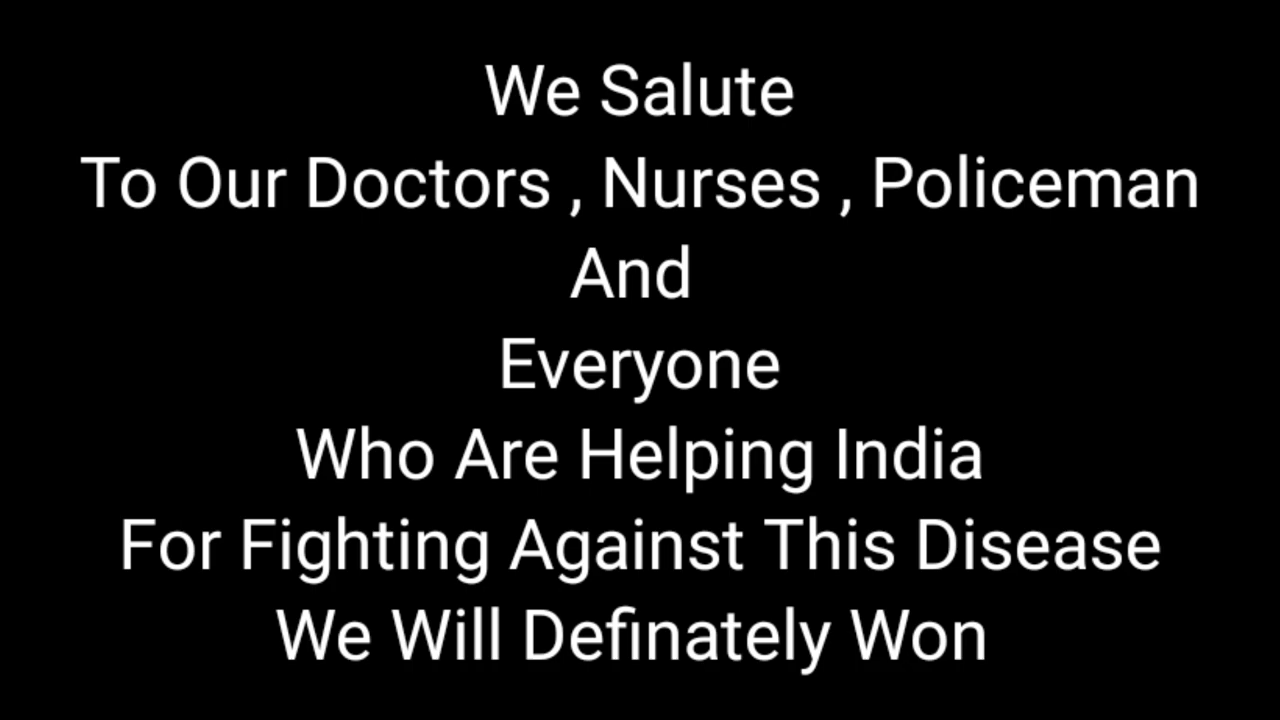 We Salute
To Our Doctors , Nurses , Policeman
And
Everyone
Who Are Helping India
For Fighting Against This Disease
We Will Definately Won